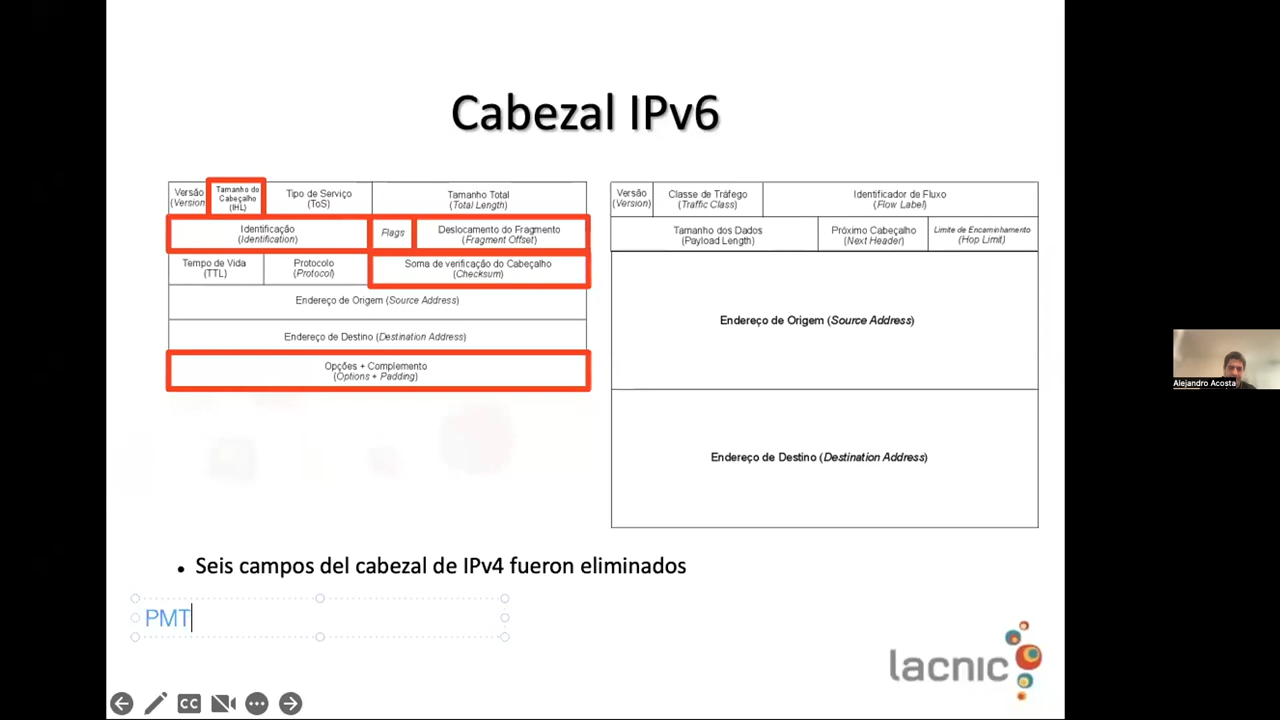 Cabezal IPv6
Versão
(Version)
Tamanho do
Cabeçalho
(IHL)
Tipo de Serviço
(ToS)
Tamanho Total
(Total Length)
Identificação
(Identification)
Flags
Deslocamento do Fragmento
(Fragment Offset)
Tempo de Vida
(TTL)
Protocolo
(Protocol)
Soma de verificação do Cabeçalho
(Checksum)
Endereço de Origem (Source Address)
Endereço de Destino (Destination Address)
Opções + Complemento
(Options + Padding)
Versão
(Version)
Classe de Tráfego
(Traffic Class)
Identificador de Fluxo
(Flow Label)
Tamanho dos Dados
(Payload Length)
Próximo Cabeçalho
(Next Header)
Limite de Encaminhamento
(Hop Limit)
Endereço de Origem (Source Address)
Endereço de Destino (Destination Address)
Alejandro Acosta
• Seis campos del cabezal de IPv4 fueron eliminados
PMT
lacnic
CC